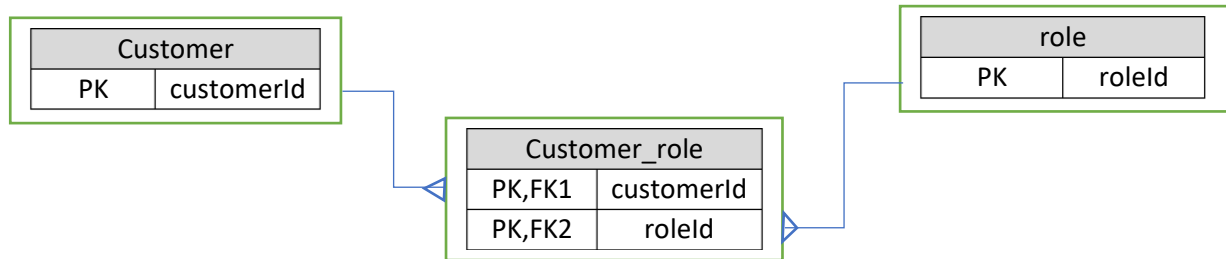 Customer
PK customerId
role
PK roleId
Customer_role
PK,FK1 customerId
PK,FK2 roleId